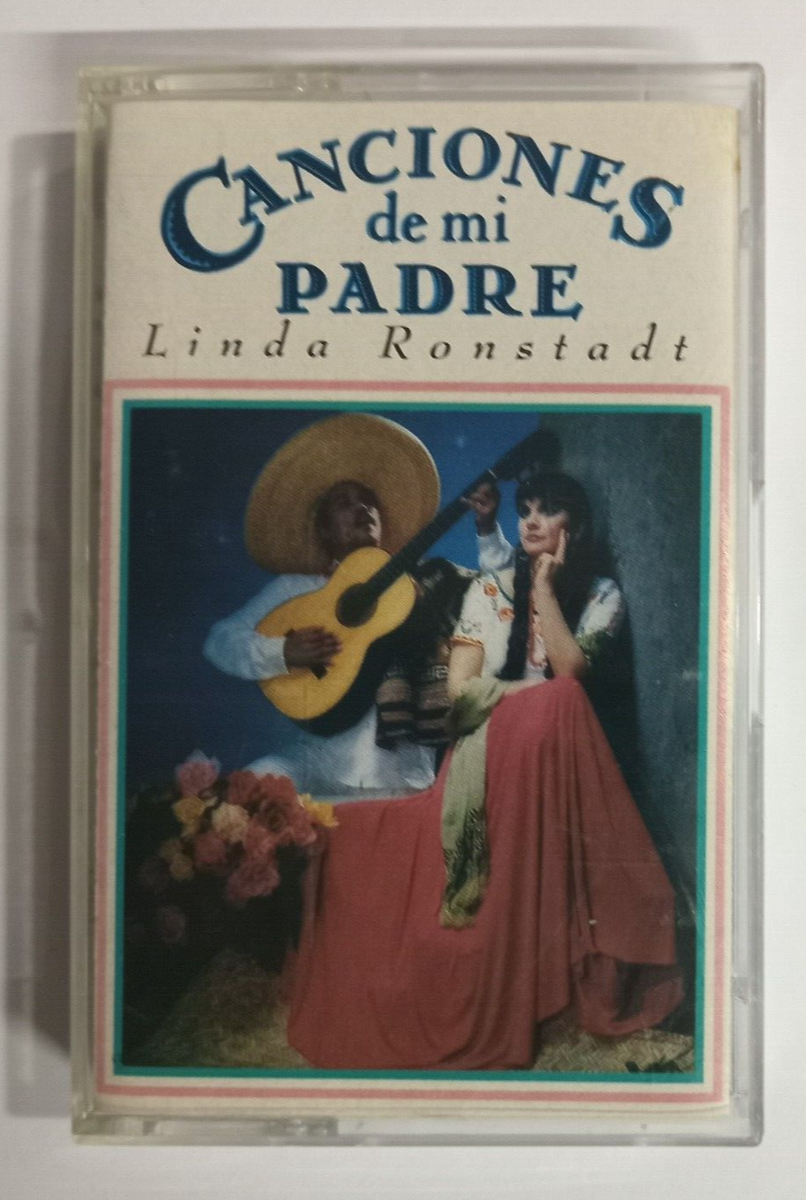 CANCIONES
de mi
PADRE
Linda Ronstadt